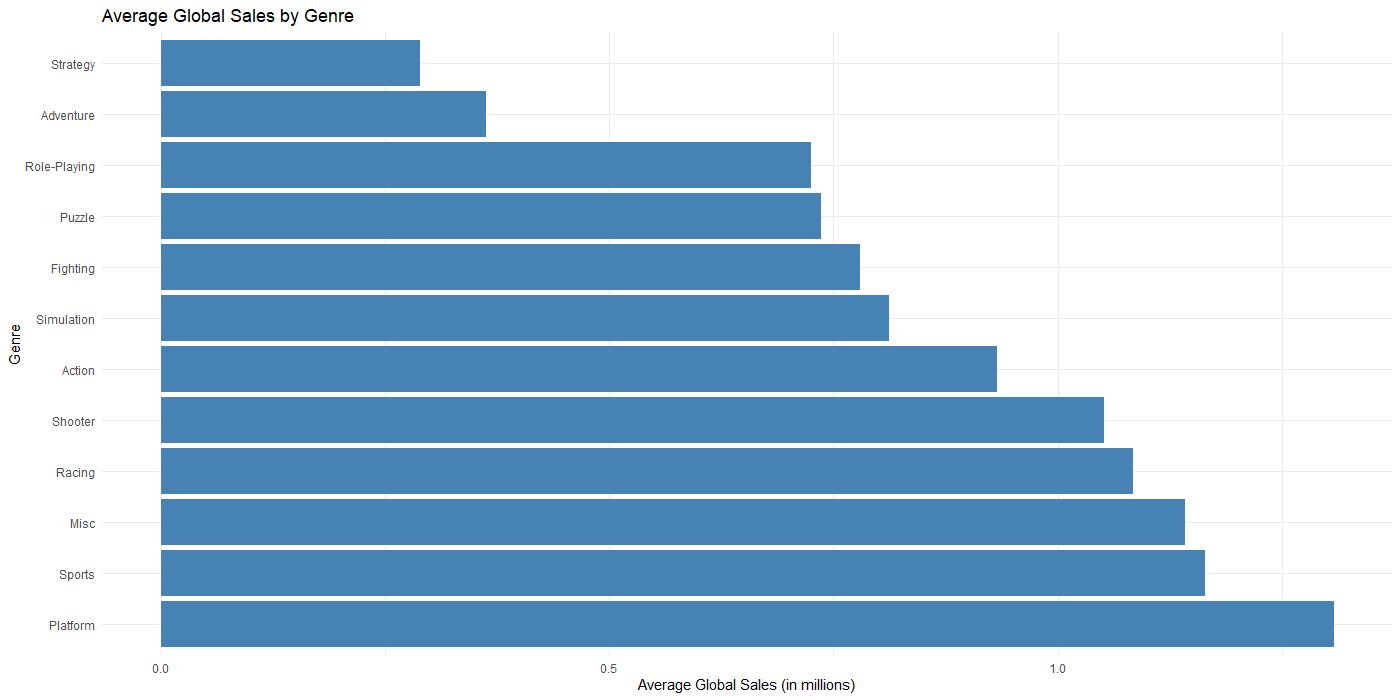 Average Global Sales by Genre
Strategy
Adventure
Role-Playing
Puzzle
Fighting
Simulation
Action
Shooter
Racing
Misc
Sports
Platform
Genre
0.0 0.5 1.0
Average Global Sales (in millions)